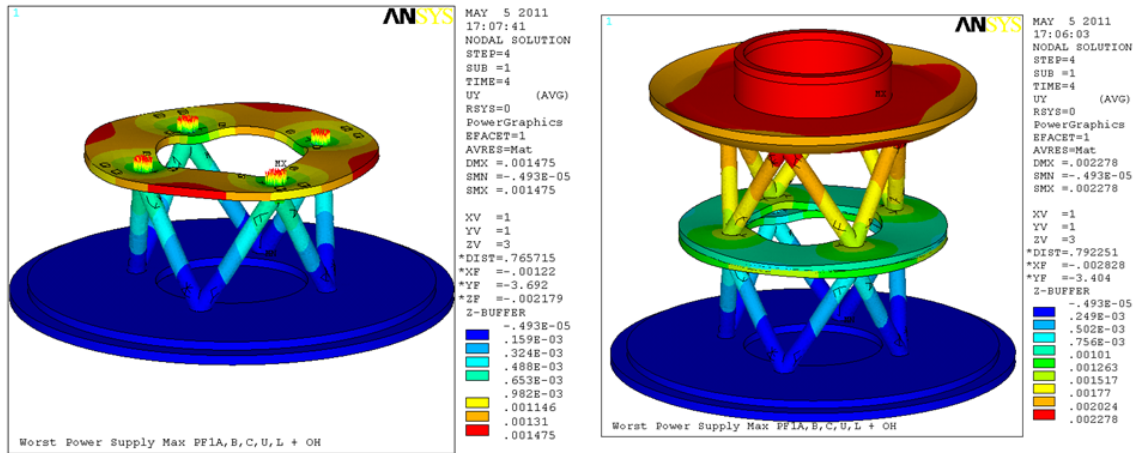 1
ANSYS
MAY  5 2011
17:07:41
NODAL SOLUTION
STEP=4
SUB =1
TIME=4
UY       (AVG)
RSYS=0
PowerGraphics
EFACET=1
AVRES=Mat
DMX =.001475
SMN =-.493E-05
SMX =.001475
XV  =1
YV  =1
ZV  =3
*DIST=.765715
*XF  =-.00122
*YF  =-3.692
*ZF  =-.002179
Z-BUFFER
-.493E-05
.159E-03
.324E-03
.488E-03
.653E-03
.982E-03
.001146
.00131
.001475
MX
Worst Power Supply Max PF1A,B,C,U,L + OH
1
ANSYS
MAY  5 2011
17:06:03
NODAL SOLUTION
STEP=4
SUB =1
TIME=4
UY       (AVG)
RSYS=0
PowerGraphics
EFACET=1
AVRES=Mat
DMX =.002278
SMN =-.493E-05
SMX =.002278
XV  =1
YV  =1
ZV  =3
*DIST=.792251
*XF  =-.002828
*YF  =-3.404
Z-BUFFER
-.493E-05
.249E-03
.502E-03
.756E-03
.00101
.001263
.001517
.00177
.002024
.002278
MX
Worst Power Supply Max PF1A,B,C,U,L + OH